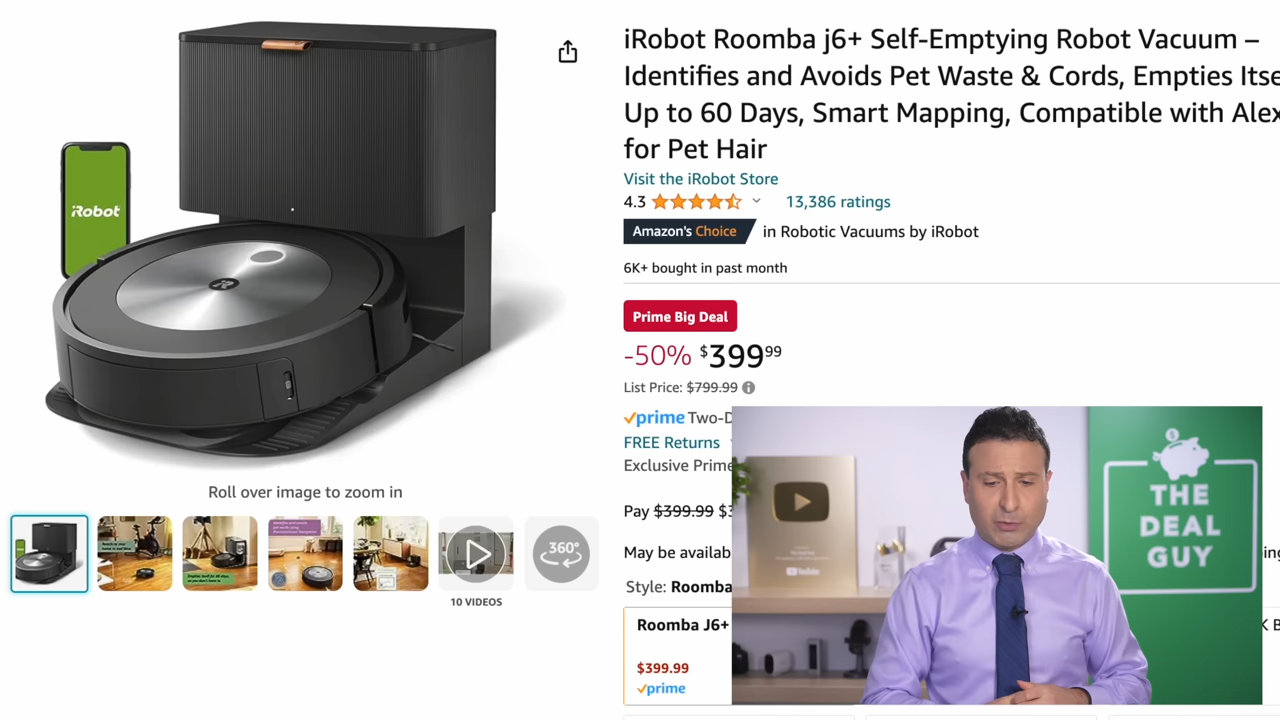 iRobot Roomba j6+ Self-Emptying Robot Vacuum –
Identifies and Avoids Pet Waste & Cords, Empties Itse
Up to 60 Days, Smart Mapping, Compatible with Alex
for Pet Hair
Visit the iRobot Store
4.3
13,386 ratings
Amazon's Choice in Robotic Vacuums by iRobot
6K+ bought in past month
Prime Big Deal
-50% $399 99
List Price: $799.99
prime Two-D
FREE Returns
Exclusive Prime
Pay $399.99 $3
May be availab
ing
Style: Roomba
Roomba J6+
K B
$399.99
prime
iRobot
Roll over image to zoom in
360°
10 VIDEOS
YouTube
THE
DEAL
GUY